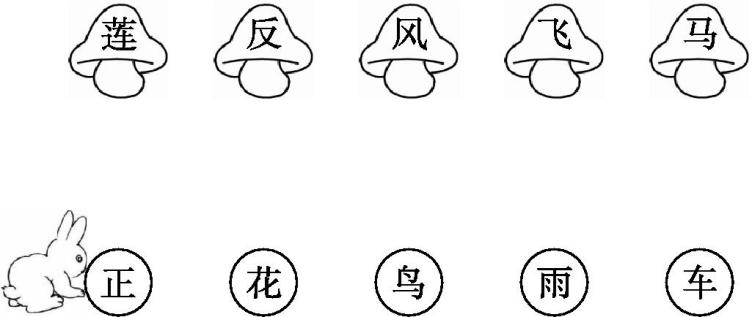 莲 反 风 飞 马
正 花 鸟 雨 车